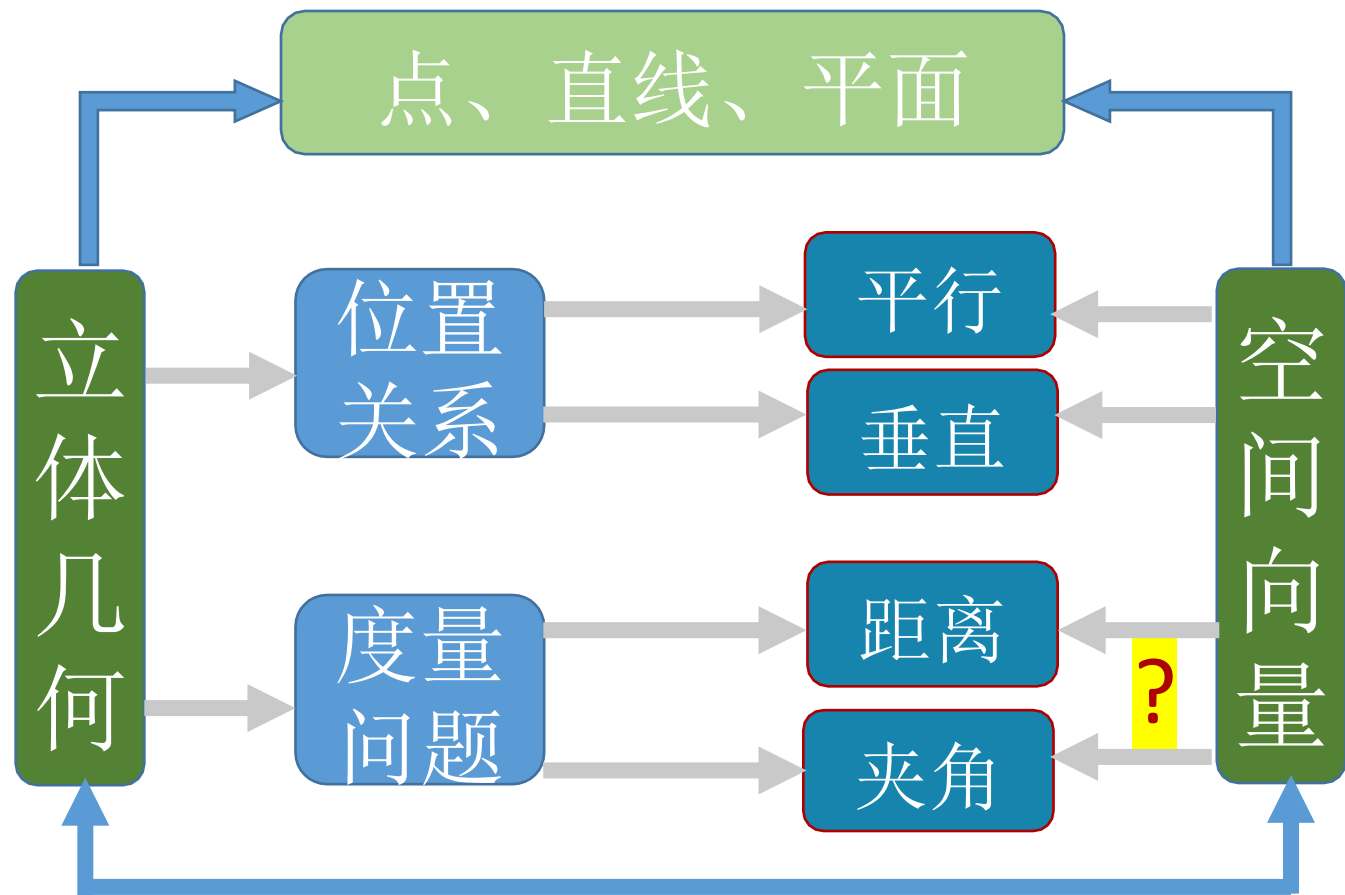 点、直线、平面
立体几何
位置
关系
平行
垂直
空间向量
度量
问题
距离
?
夹角